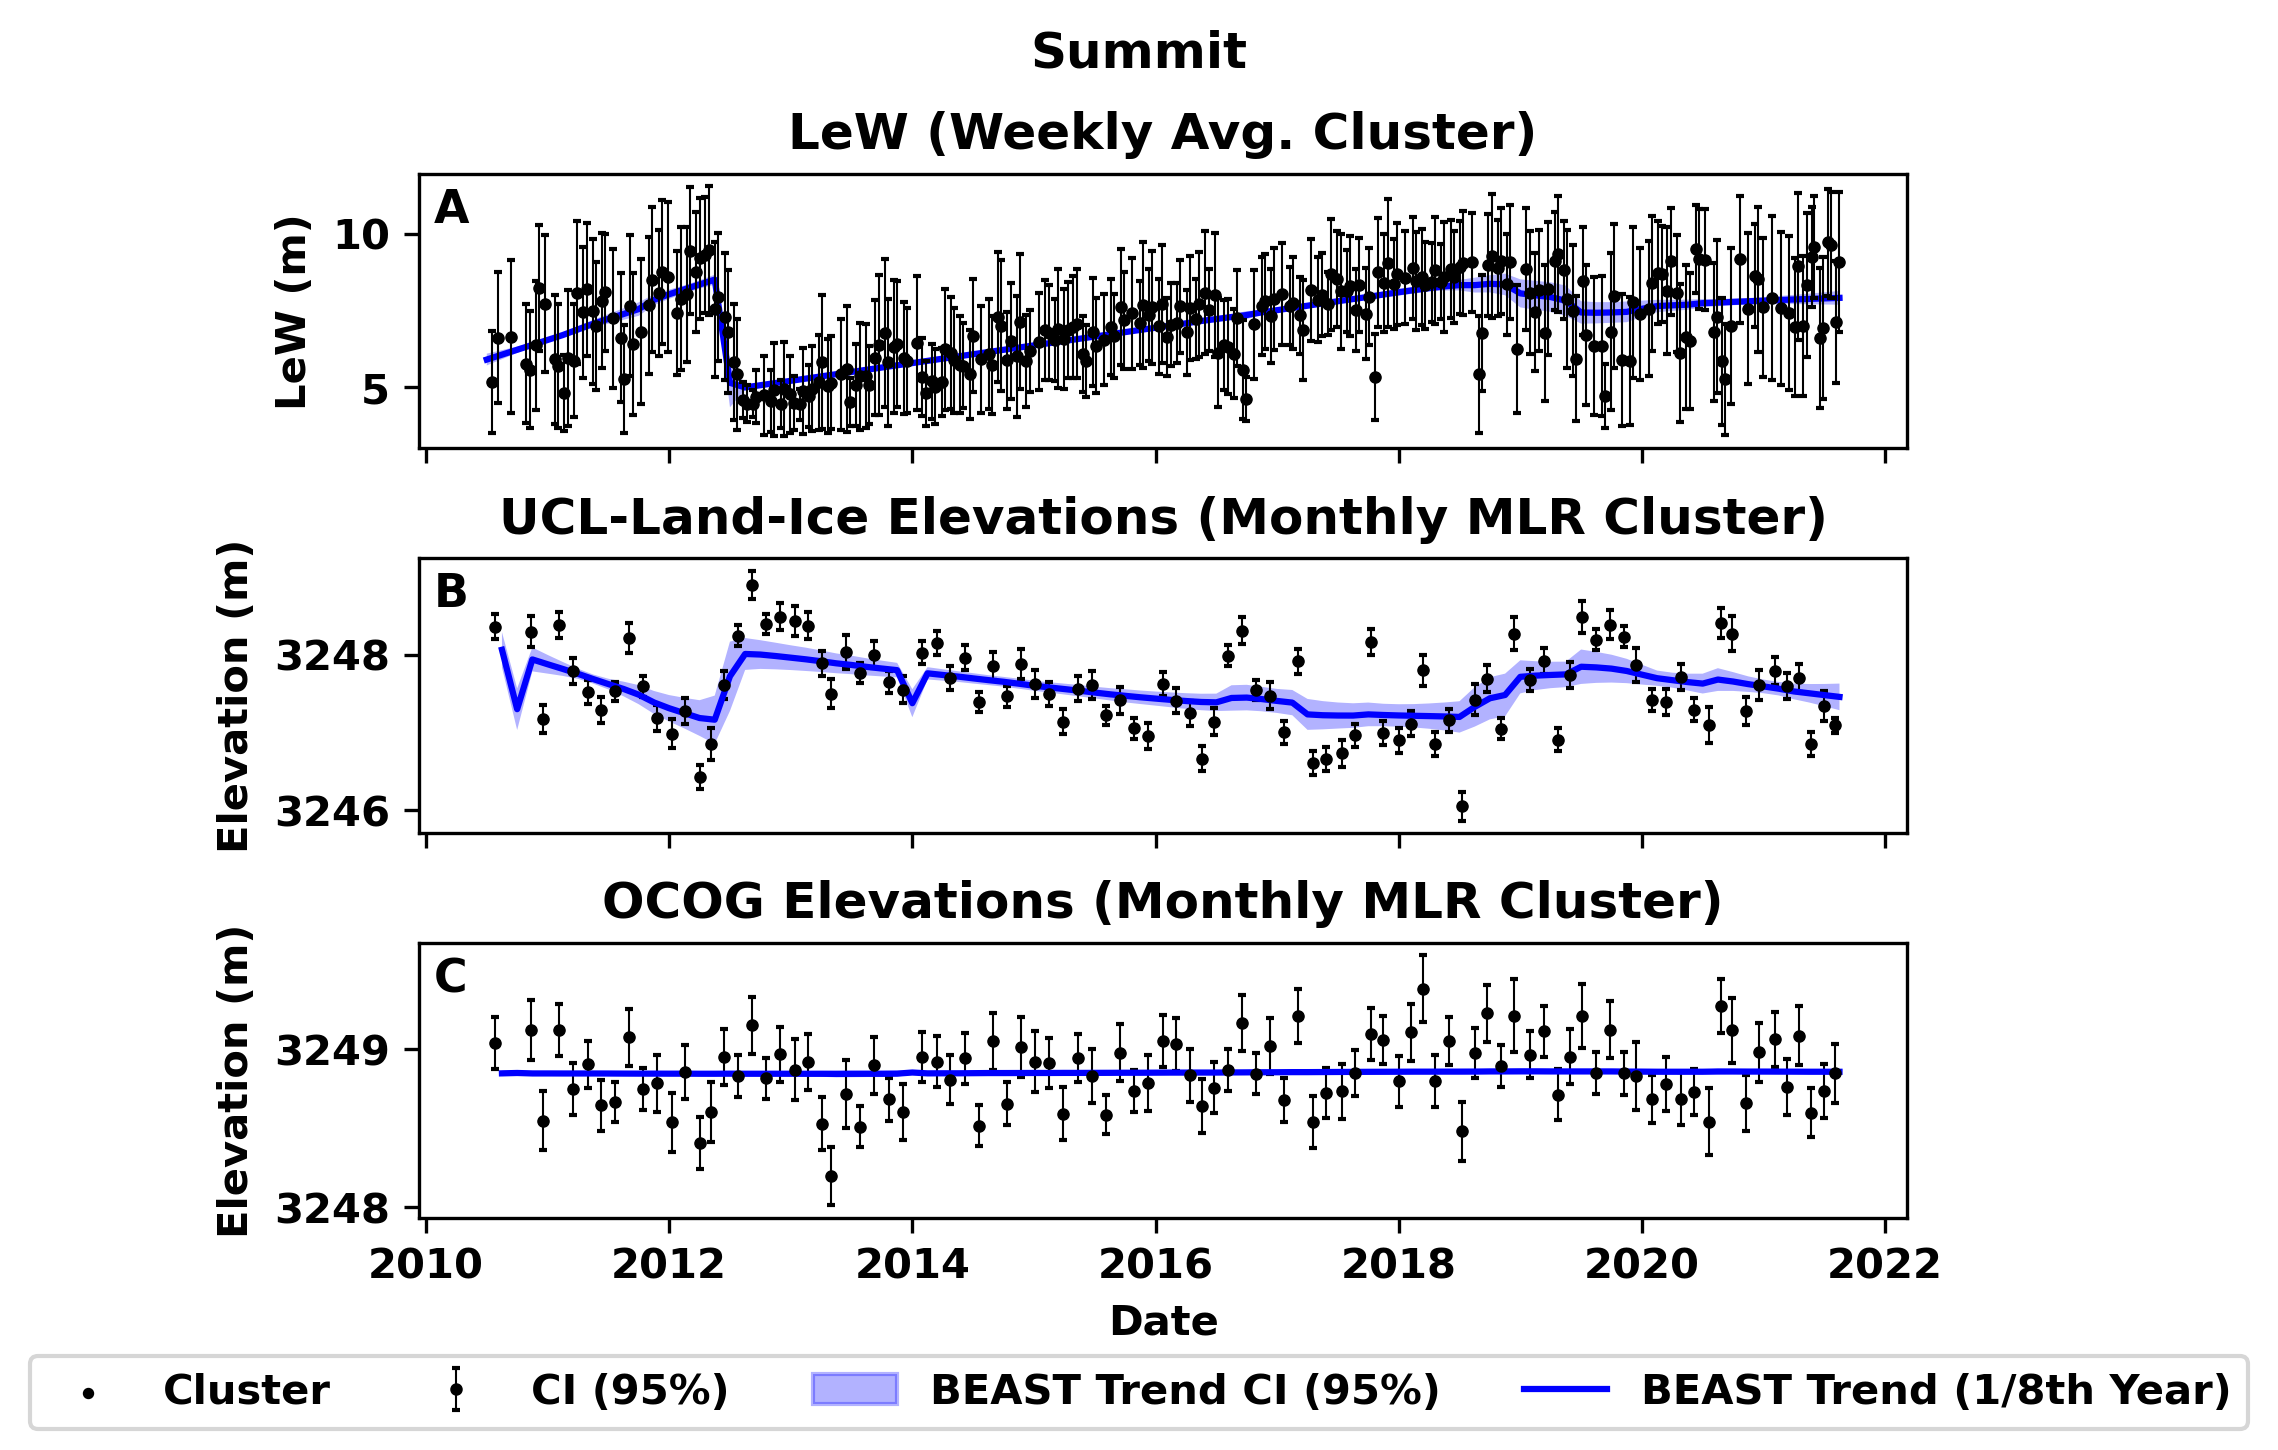 Summit
LeW (Weekly Avg. Cluster)
A
LeW (m)
10
5
UCL-Land-Ice Elevations (Monthly MLR Cluster)
B
Elevation (m)
3248
3246
OCOG Elevations (Monthly MLR Cluster)
C
Elevation (m)
3249
3248
2010 2012 2014 2016 2018 2020 2022
Date
Cluster CI (95%) BEAST Trend CI (95%) BEAST Trend (1/8th Year)